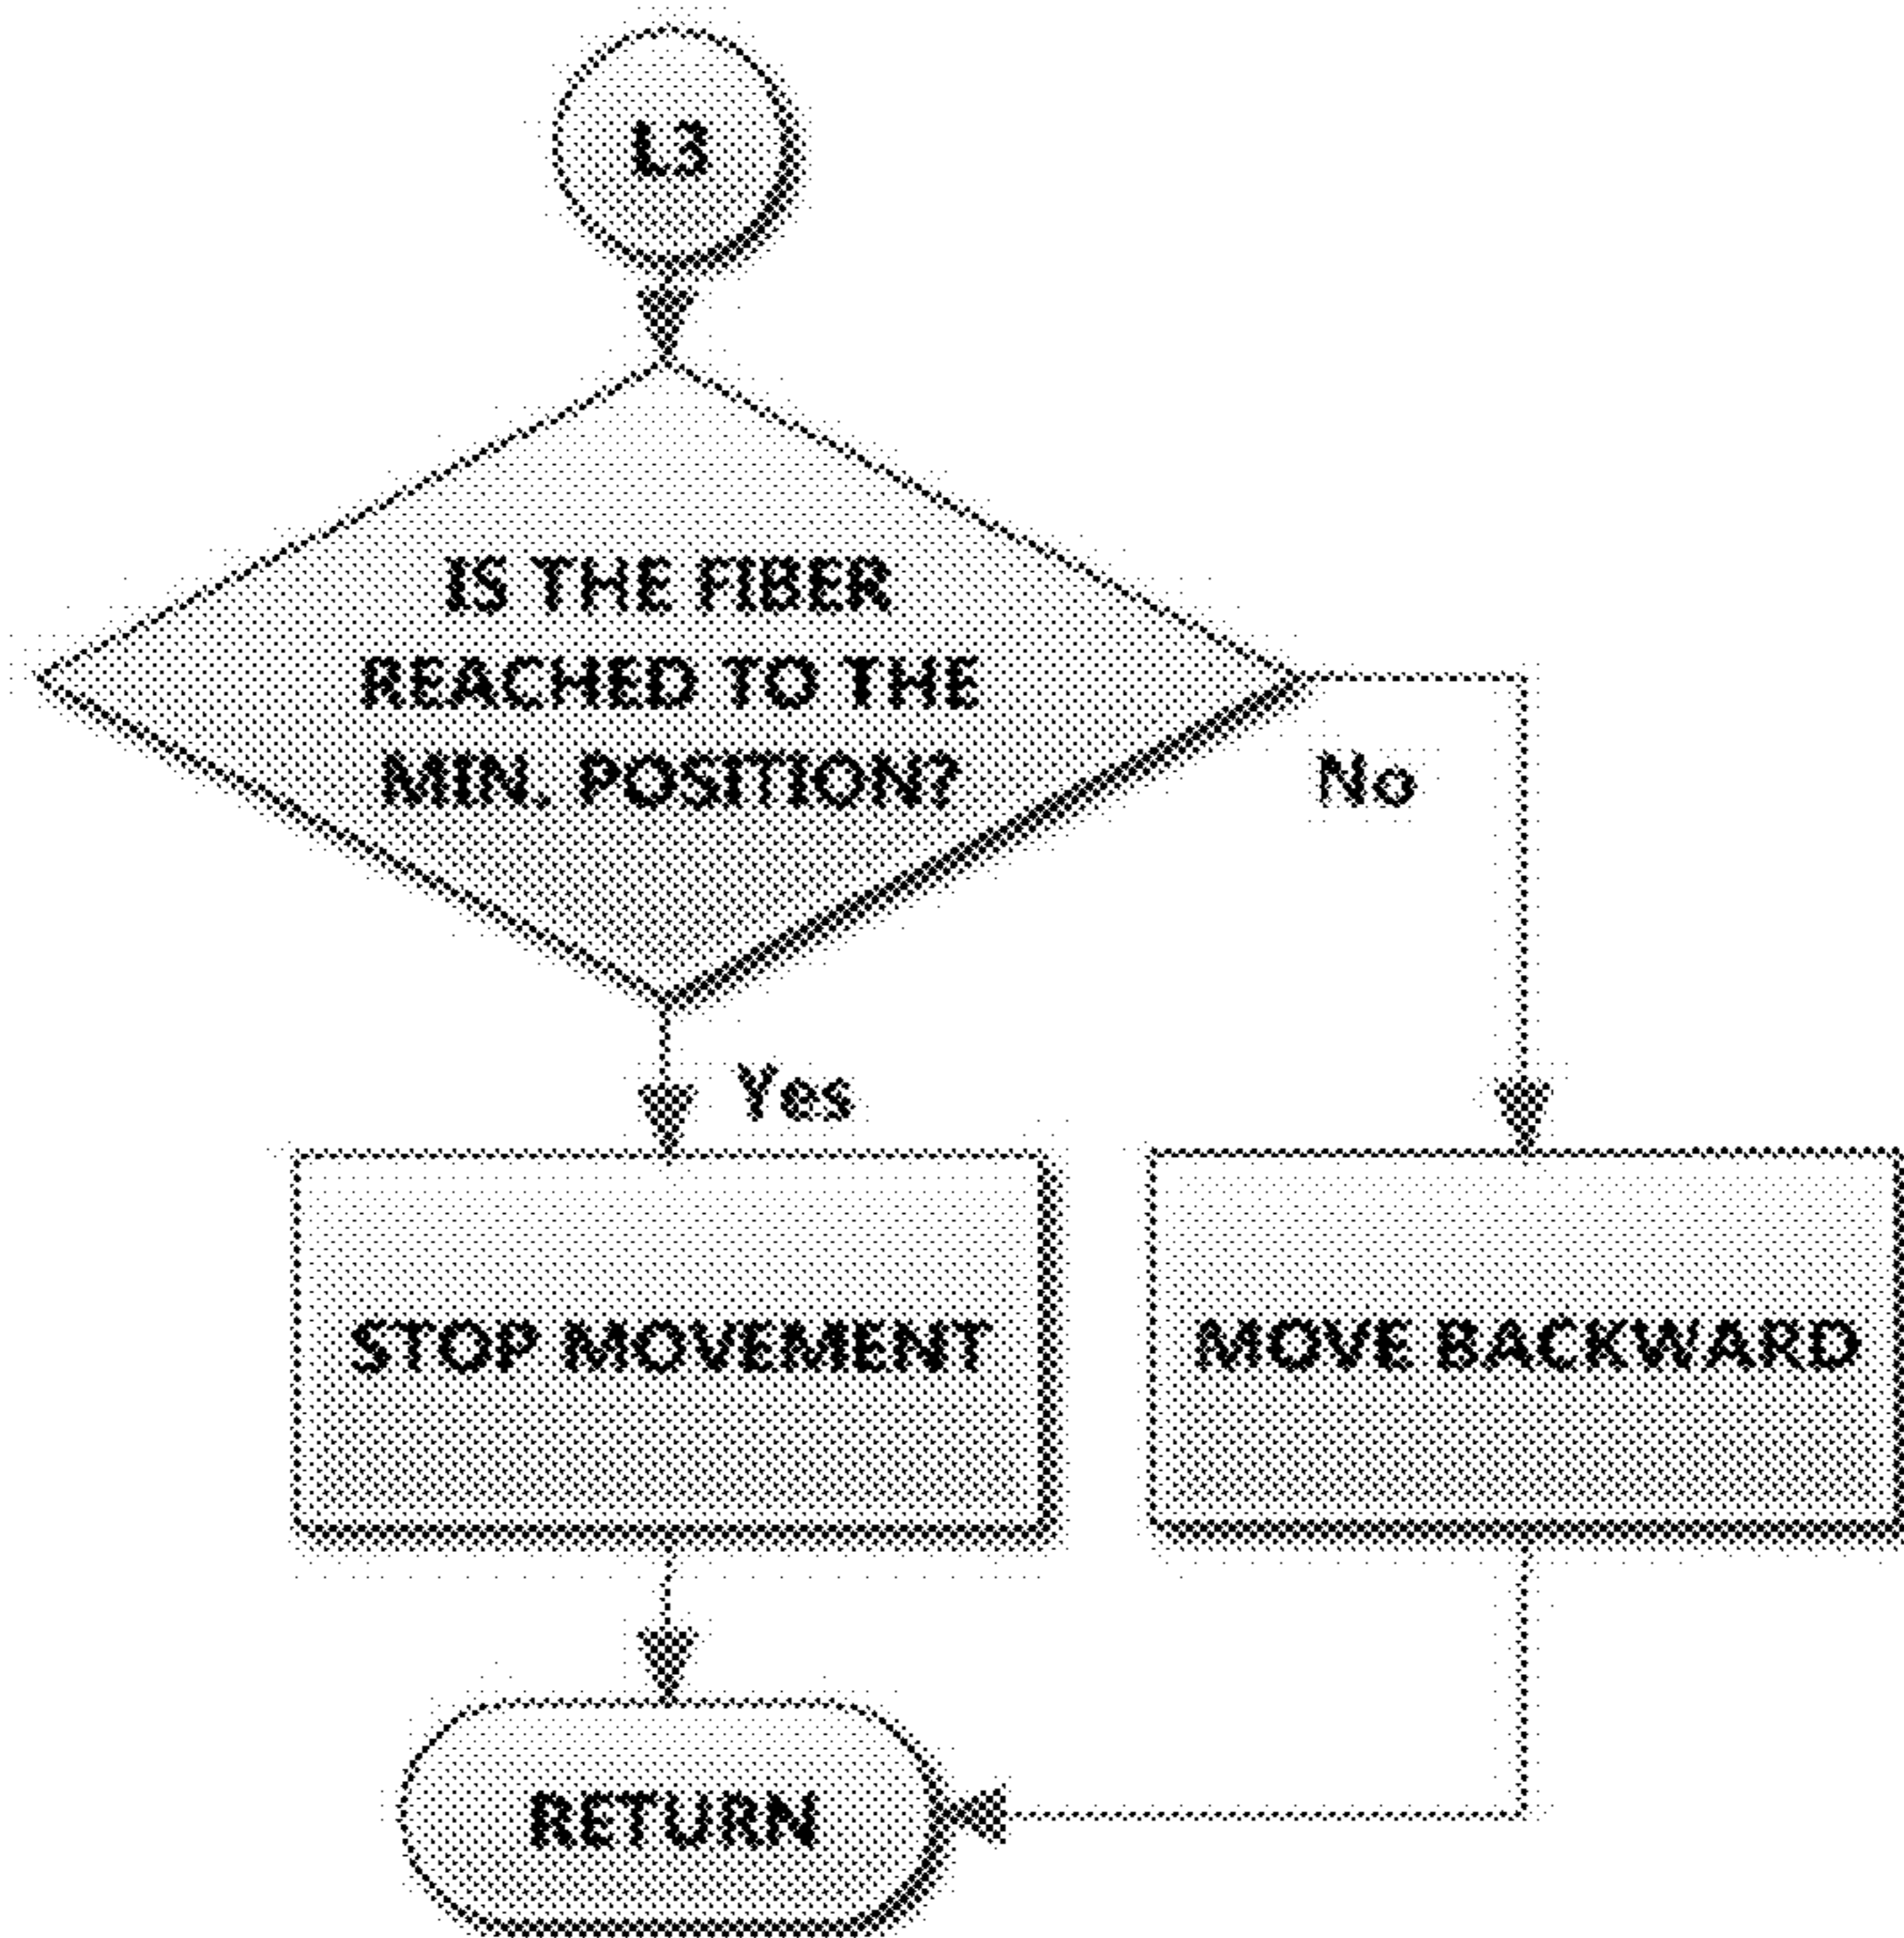 L3
IS THE FIBER
REACHED TO THE
MIN. POSITION?
No
Yes
STOP MOVEMENT
MOVE BACKWARD
RETURN